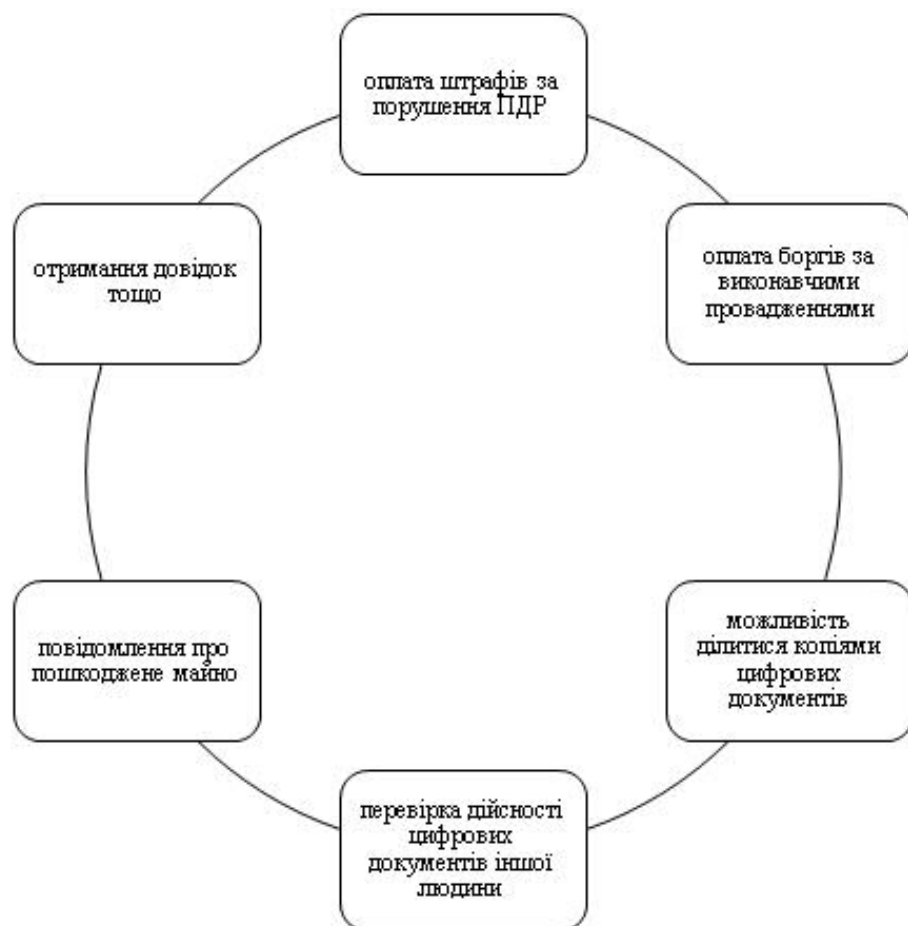 оплата штрафів за
порушення ПДР
оплата боргів за
виконавчими
провадженнями
можливість
ділитися копіями
цифрових
документів
перевірка дійсності
цифрових
документів іншої
людини
повідомлення про
пошкоджене майно
отримання довідок
тощо